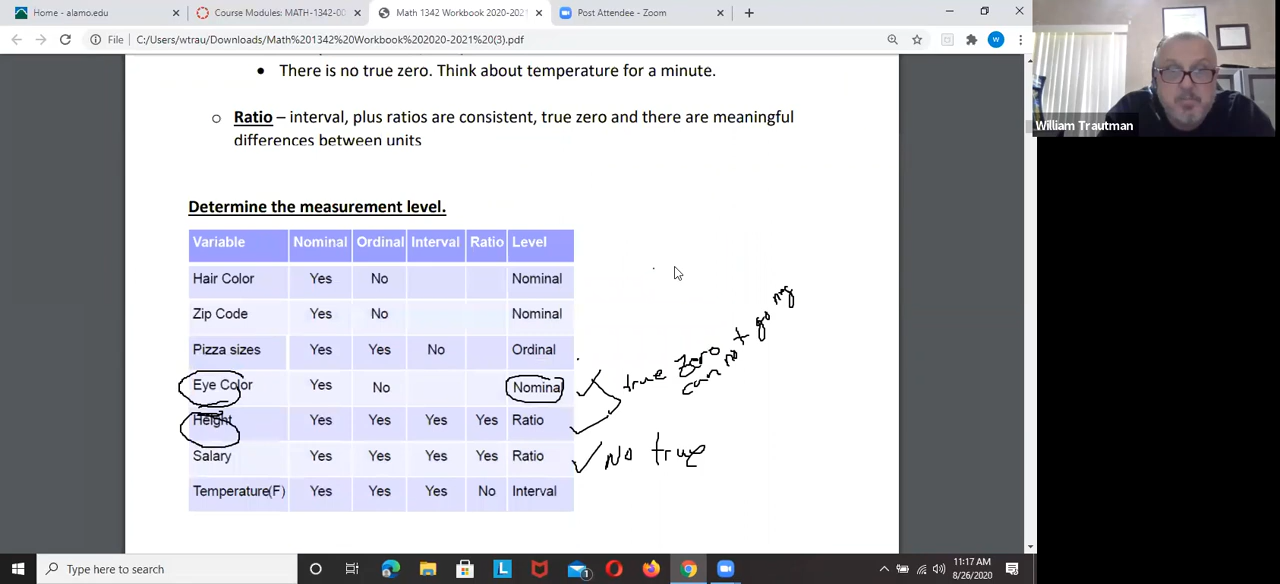 Home - alamo.edu
Course Modules: MATH-1342-00
Math 1342 Workbook 2020-2021
Post Attendee - Zoom
File
C:/Users/wtrau/Downloads/Math%201342%20Workbook%202020-2021%20(3).pdf
W
There is no true zero. Think about temperature for a minute.
Ratio – interval, plus ratios are consistent, true zero and there are meaningful
differences between units
William Trautman
Determine the measurement level.
Variable Nominal Ordinal Interval Ratio Level
Hair Color Yes No Nominal
Zip Code Yes No Nominal
Pizza sizes Yes Yes No Ordinal
Eye Color Yes No Nominal
Height Yes Yes Yes Yes Ratio
Salary Yes Yes Yes Yes Ratio
Temperature(F) Yes Yes Yes No Interval
true zero
can not go neg
No true
Type here to search
11:17 AM
8/26/2020